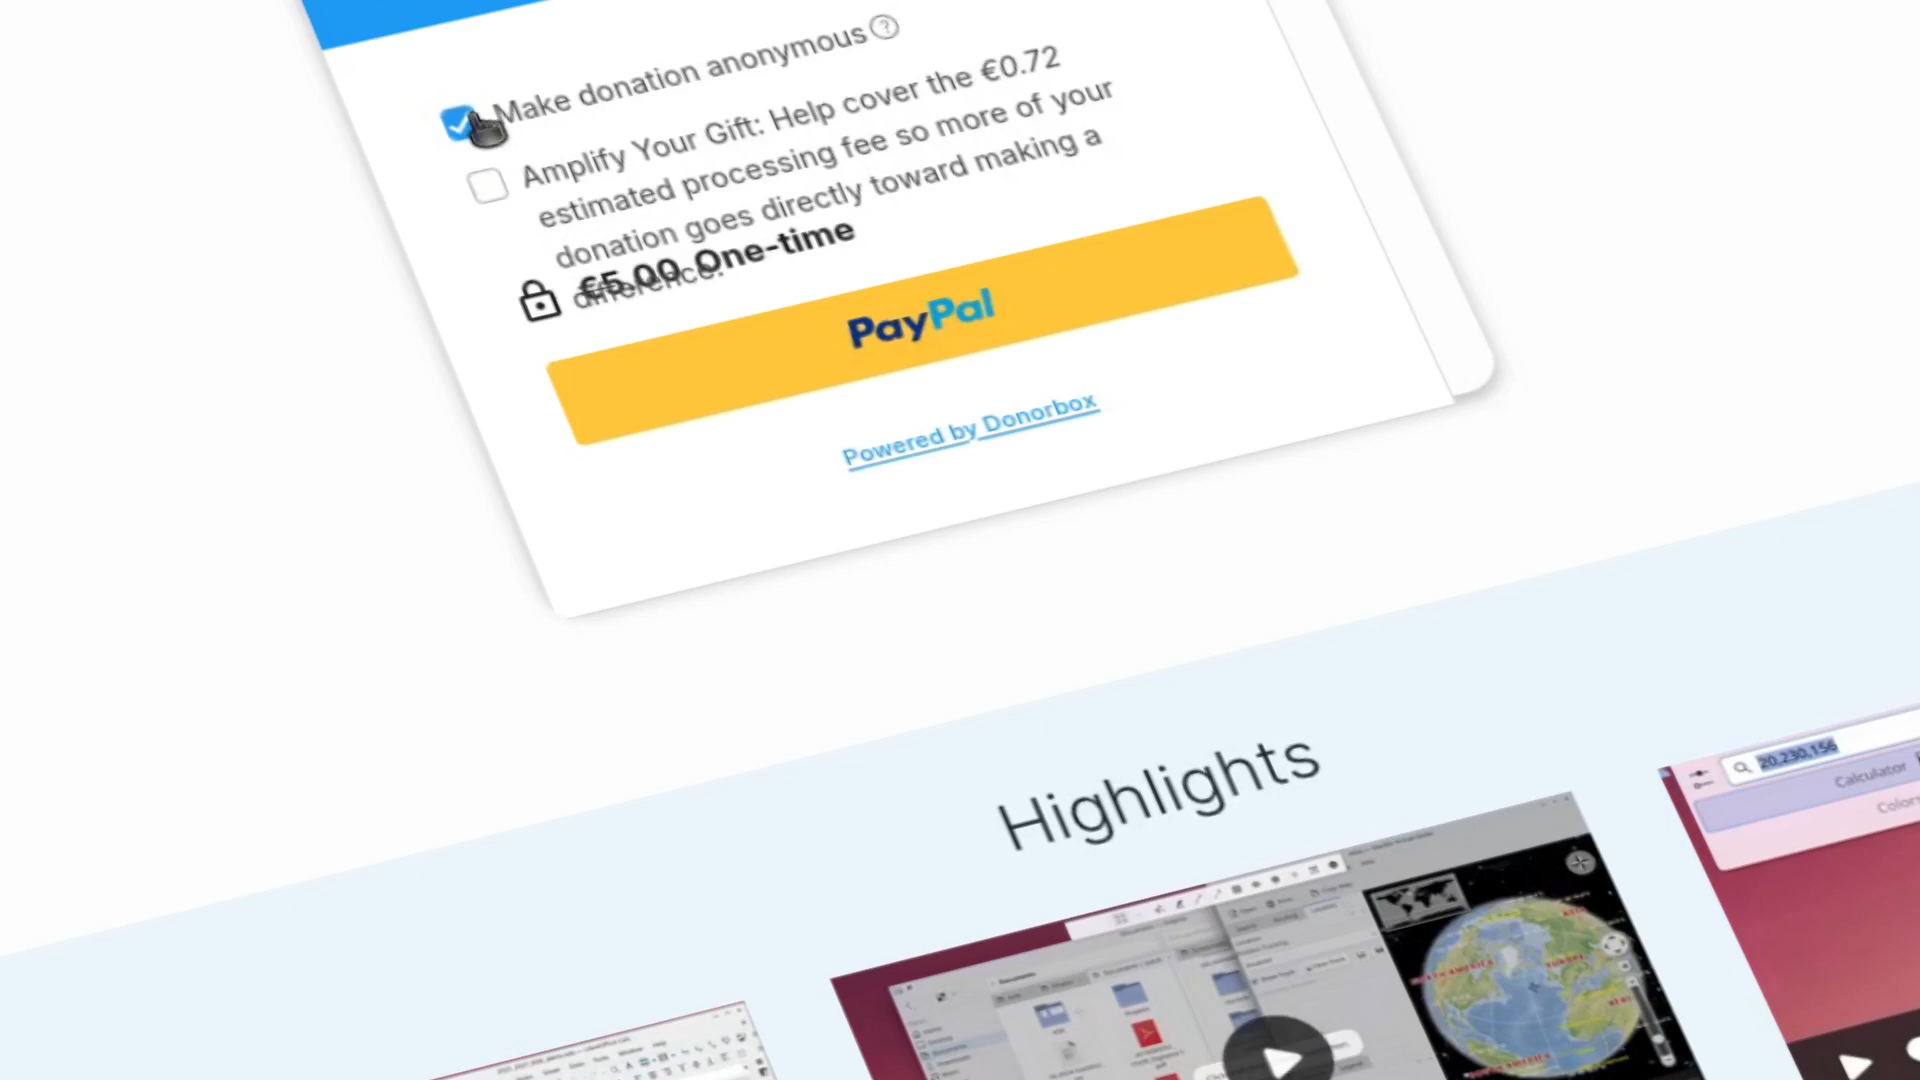 Make donation anonymous ?
Amplify Your Gift: Help cover the €0.72
estimated processing fee so more of your
donation goes directly toward making a
difference.
€5.00 One-time
PayPal
Powered by Donorbox
Highlights
20,230,156
Calculator
Documents